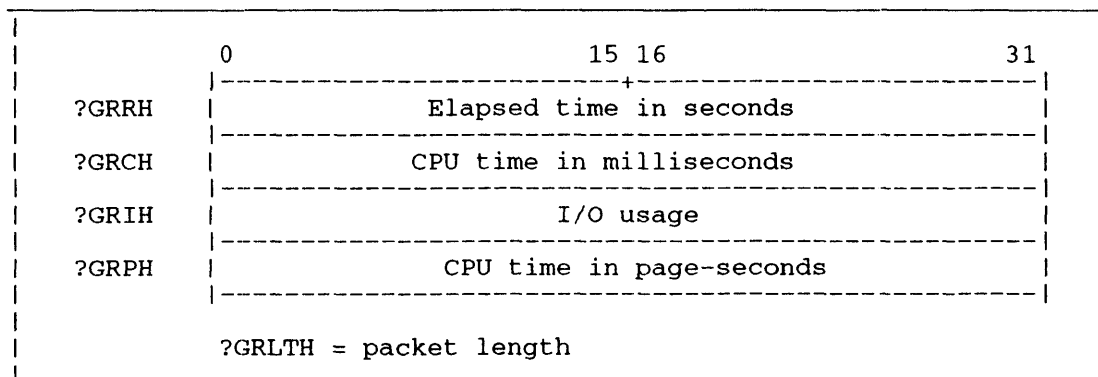 0 15 16 31
?GRRH Elapsed time in seconds
?GRCH CPU time in milliseconds
?GRIH I/O usage
?GRPH CPU time in page-seconds
?GRLTH = packet length